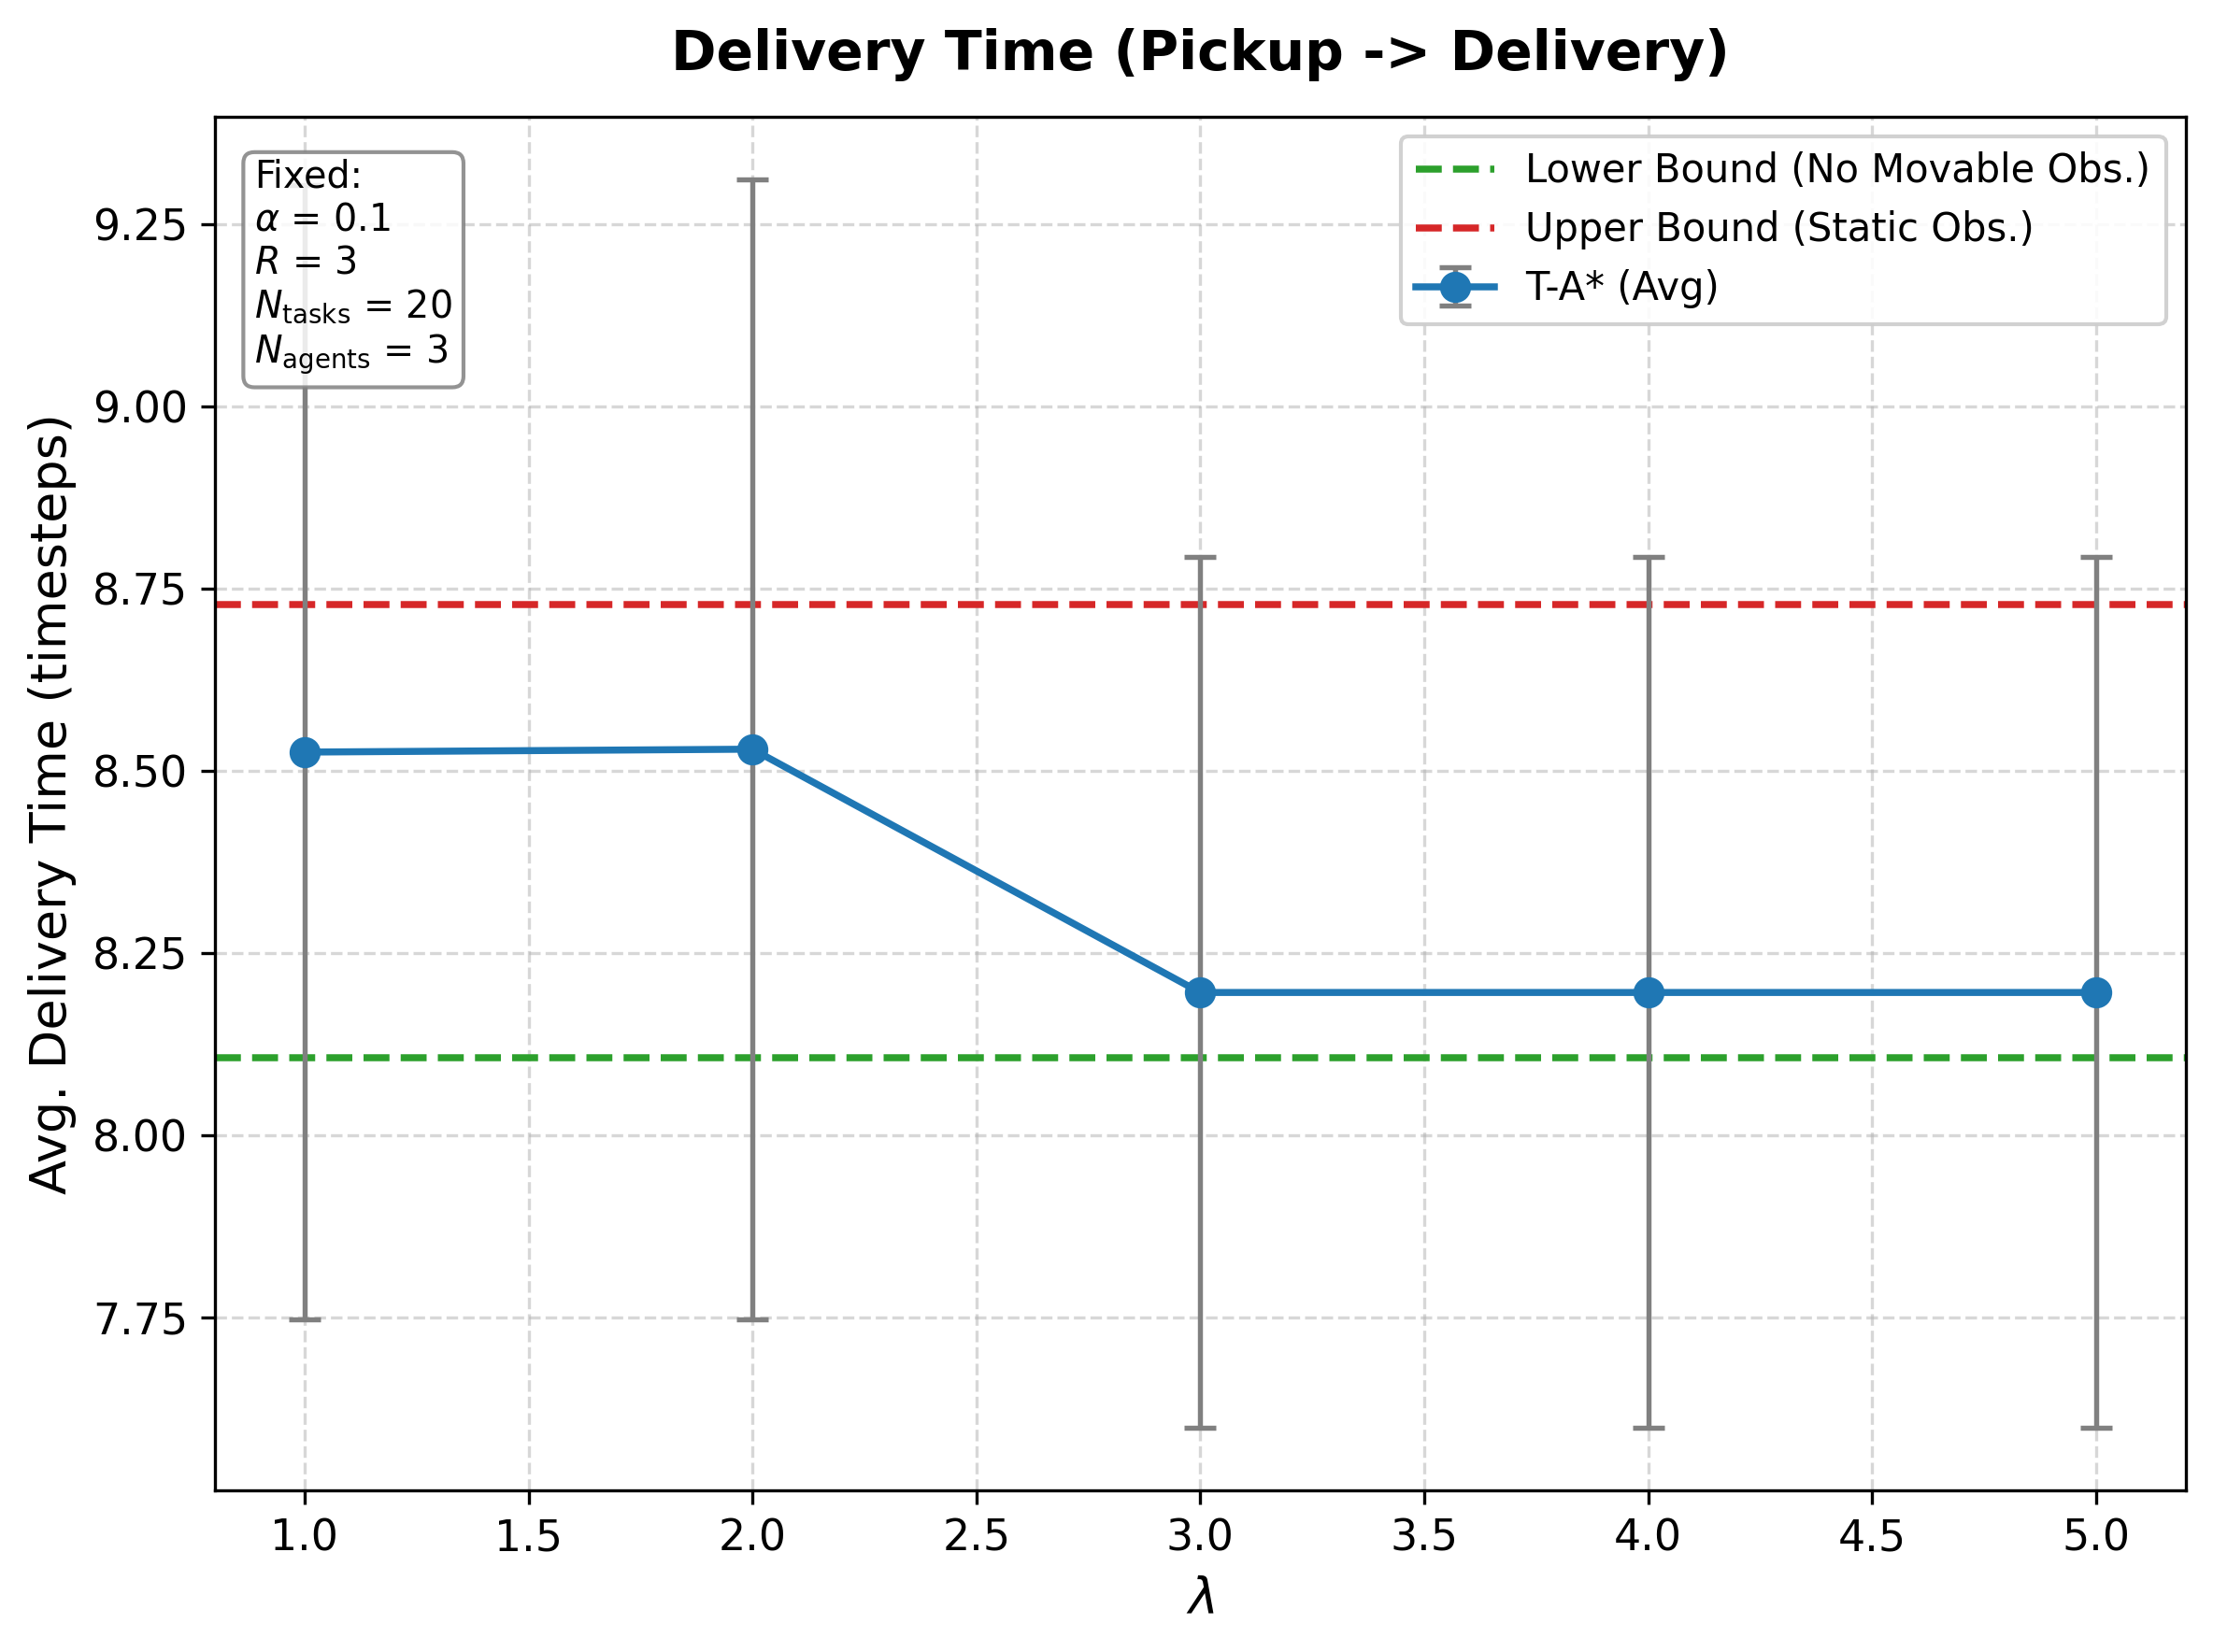 Delivery Time (Pickup -> Delivery)
Fixed:
α = 0.1
R = 3
N_tasks = 20
N_agents = 3
Lower Bound (No Movable Obs.)
Upper Bound (Static Obs.)
T-A* (Avg)
Avg. Delivery Time (timesteps)
9.25
9.00
8.75
8.50
8.25
8.00
7.75
1.0 1.5 2.0 2.5 3.0 3.5 4.0 4.5 5.0
λ